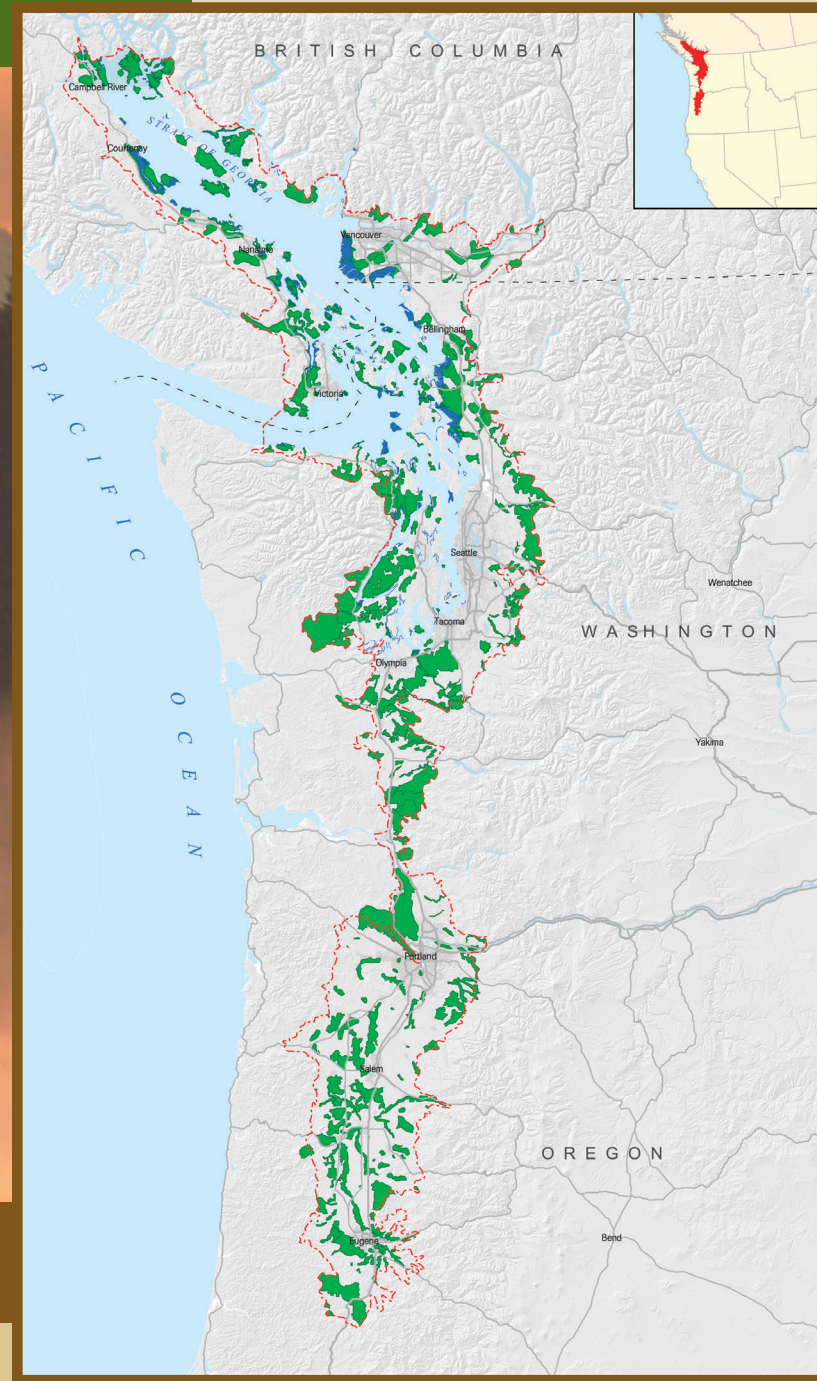 BRITISH COLUMBIA
Campbell River
STRAIT OF GEORGIA
Courtenay
Vancouver
Nanaimo
Bellingham
Victoria
PACIFIC
OCEAN
Seattle
Wenatchee
Tacoma
WASHINGTON
Olympia
Yakima
Portland
Salem
OREGON
Eugene
Bend